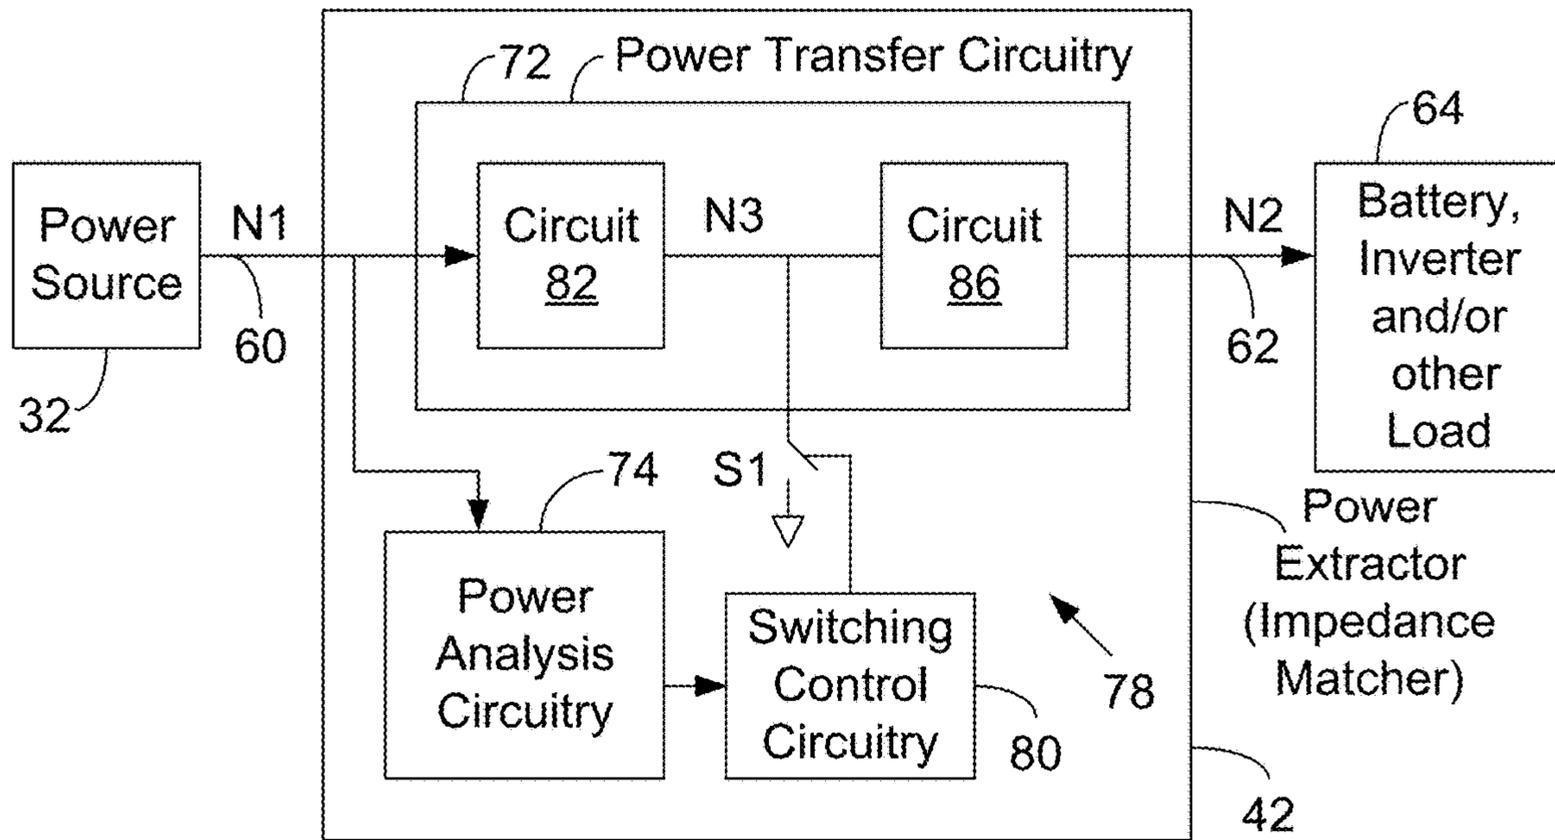 72
Power Transfer Circuitry
64
Power
Source
N1
Circuit
82
N3
Circuit
86
N2
Battery,
Inverter
and/or
other
Load
60
62
32
74
S1
Power
Extractor
(Impedance
Matcher)
Power
Analysis
Circuitry
Switching
Control
Circuitry
78
80
42